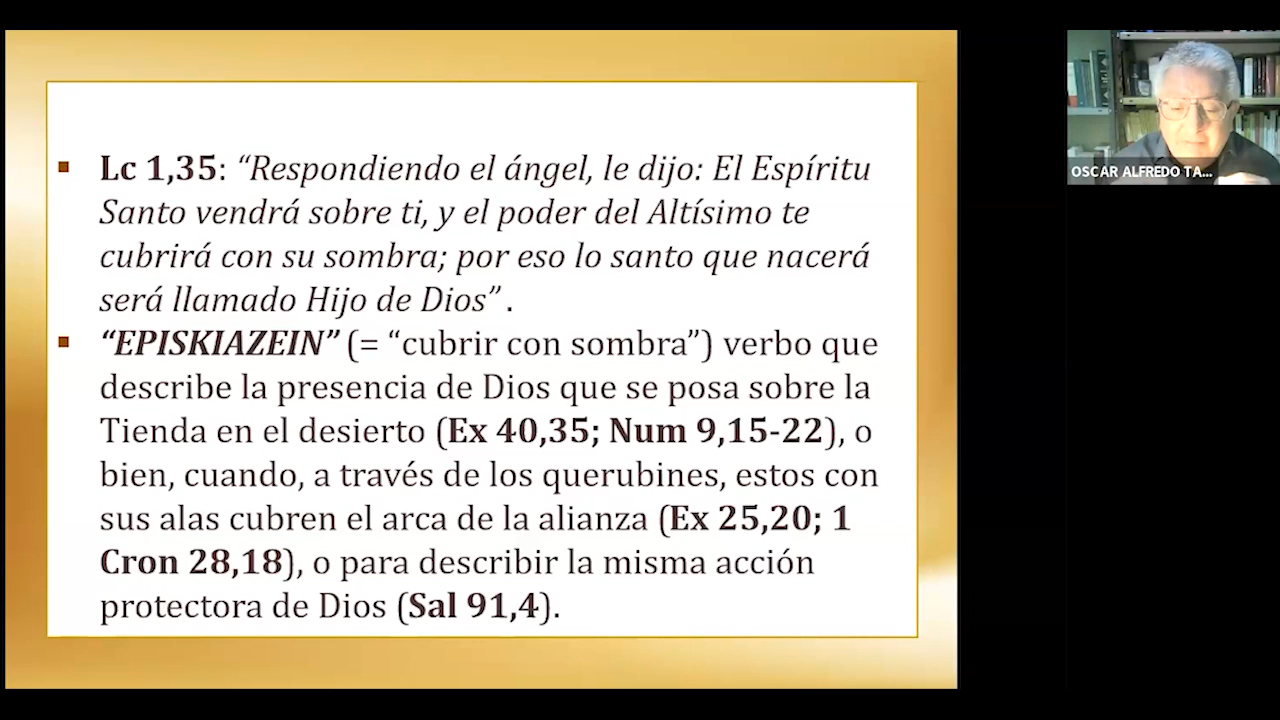 Lc 1,35: “Respondiendo el ángel, le dijo: El Espíritu
Santo vendrá sobre ti, y el poder del Altísimo te
cubrirá con su sombra; por eso lo santo que nacerá
será llamado Hijo de Dios”.
“EPISKIAZEIN” (= “cubrir con sombra”) verbo que
describe la presencia de Dios que se posa sobre la
Tienda en el desierto (Ex 40,35; Num 9,15-22), o
bien, cuando, a través de los querubines, estos con
sus alas cubren el arca de la alianza (Ex 25,20; 1
Cron 28,18), o para describir la misma acción
protectora de Dios (Sal 91,4).
OSCAR ALFREDO TA...